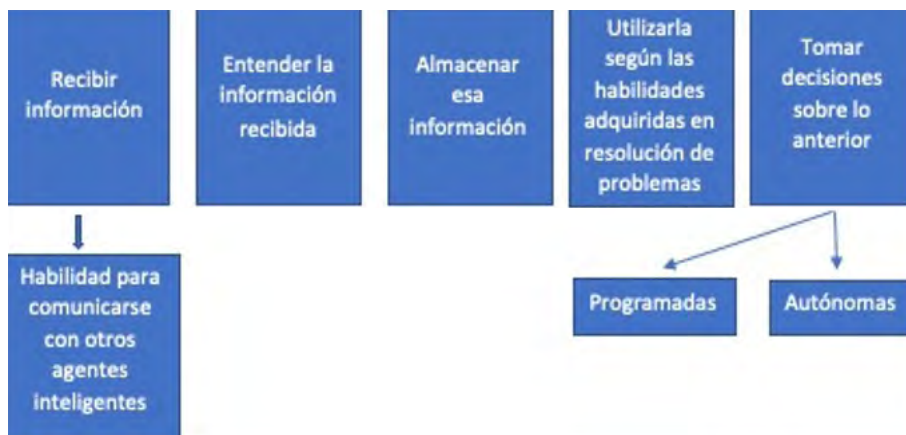 Recibir
información
Entender la
información
recibida
Almacenar
esa
información
Utilizarla
según las
habilidades
adquiridas en
resolución de
problemas
Tomar
decisiones
sobre lo
anterior
Habilidad para
comunicarse
con otros
agentes
inteligentes
Programadas
Autónomas